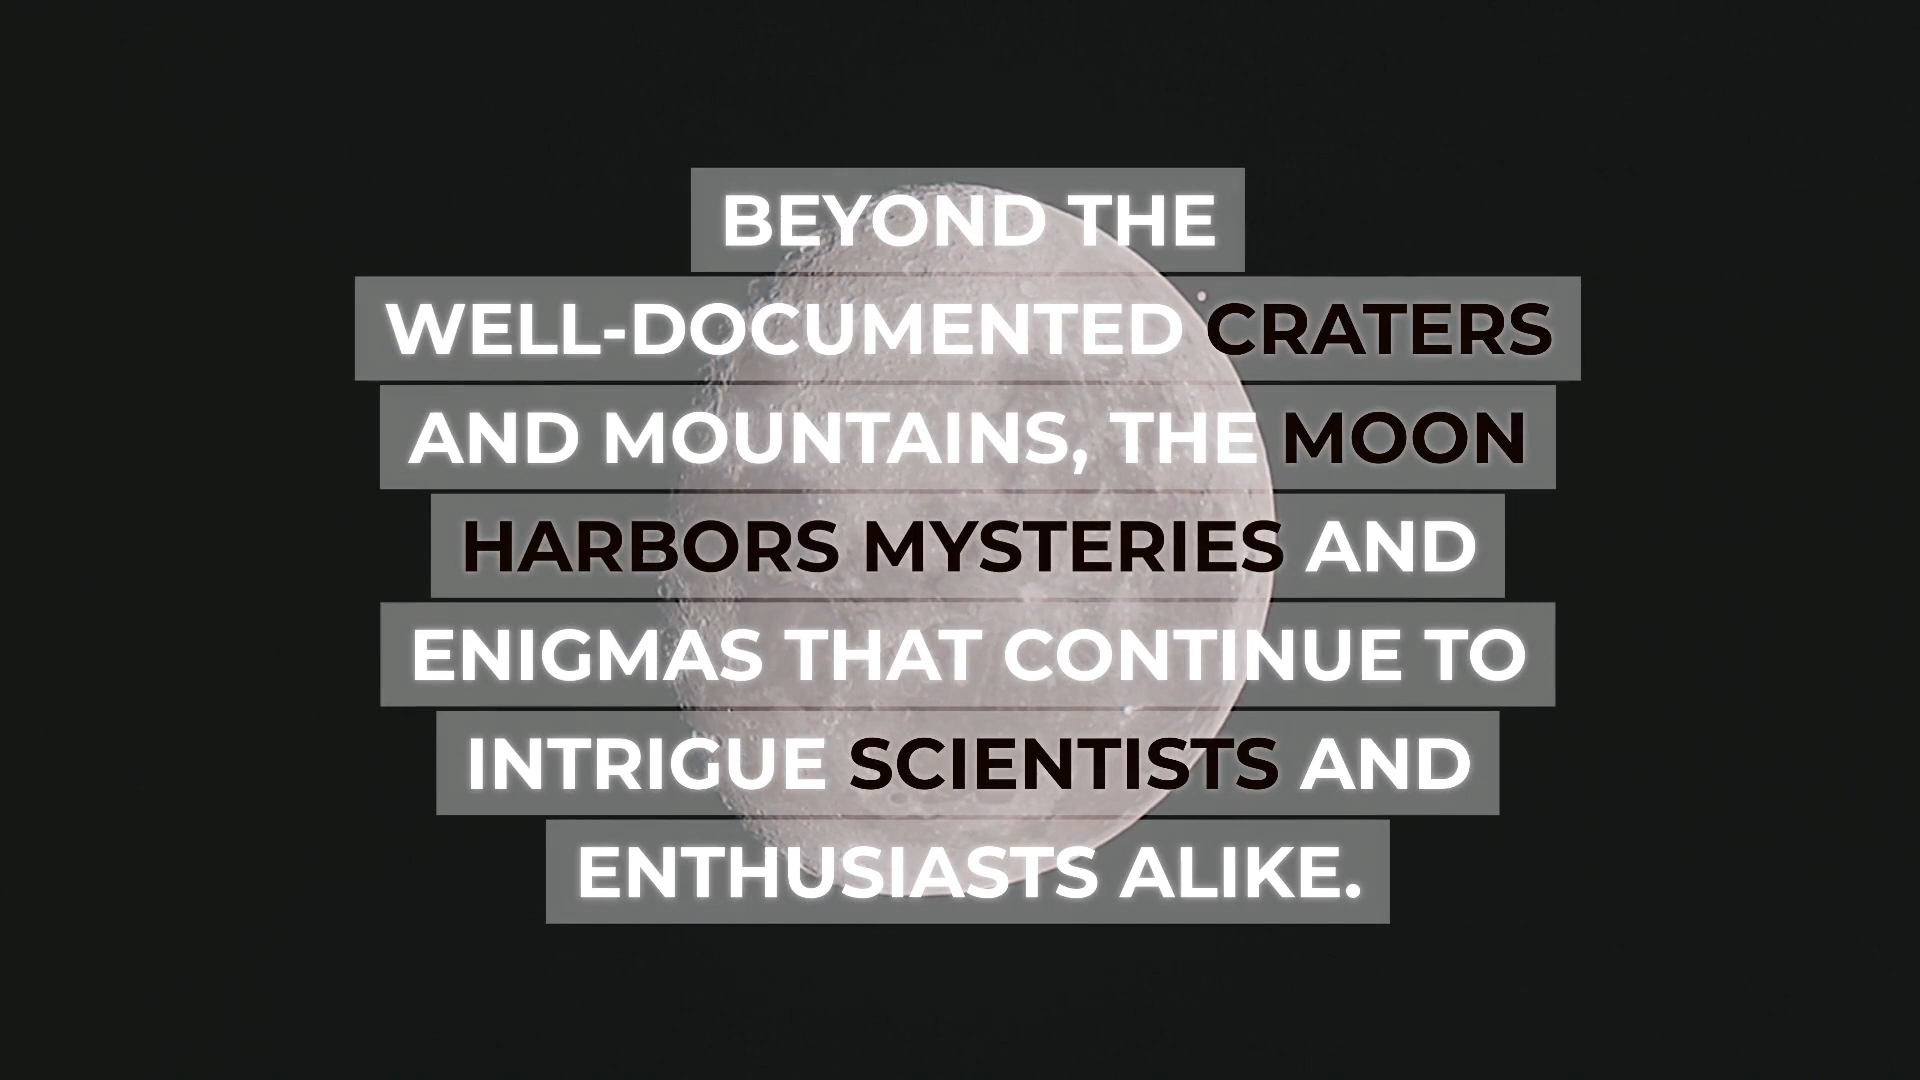 BEYOND THE
WELL-DOCUMENTED CRATERS
AND MOUNTAINS, THE MOON
HARBORS MYSTERIES AND
ENIGMAS THAT CONTINUE TO
INTRIGUE SCIENTISTS AND
ENTHUSIASTS ALIKE.